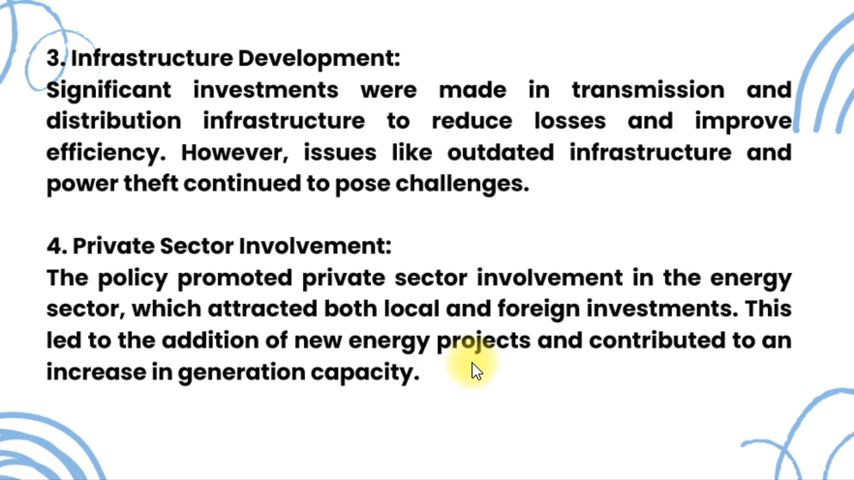 3. Infrastructure Development:
Significant investments were made in transmission and
distribution infrastructure to reduce losses and improve
efficiency. However, issues like outdated infrastructure and
power theft continued to pose challenges.
4. Private Sector Involvement:
The policy promoted private sector involvement in the energy
sector, which attracted both local and foreign investments. This
led to the addition of new energy projects and contributed to an
increase in generation capacity.